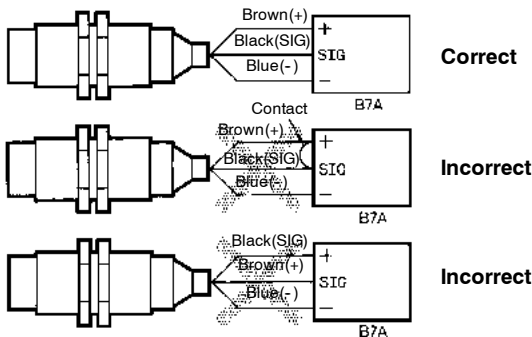 Brown(+)
Black(SIG)
Blue(-)
+
SIG
−
B7A
Correct
Contact
Brown(+)
Black(SIG)
Blue(-)
+
SIG
−
B7A
Incorrect
Black(SIG)
Brown(+)
Blue(-)
+
SIG
−
B7A
Incorrect